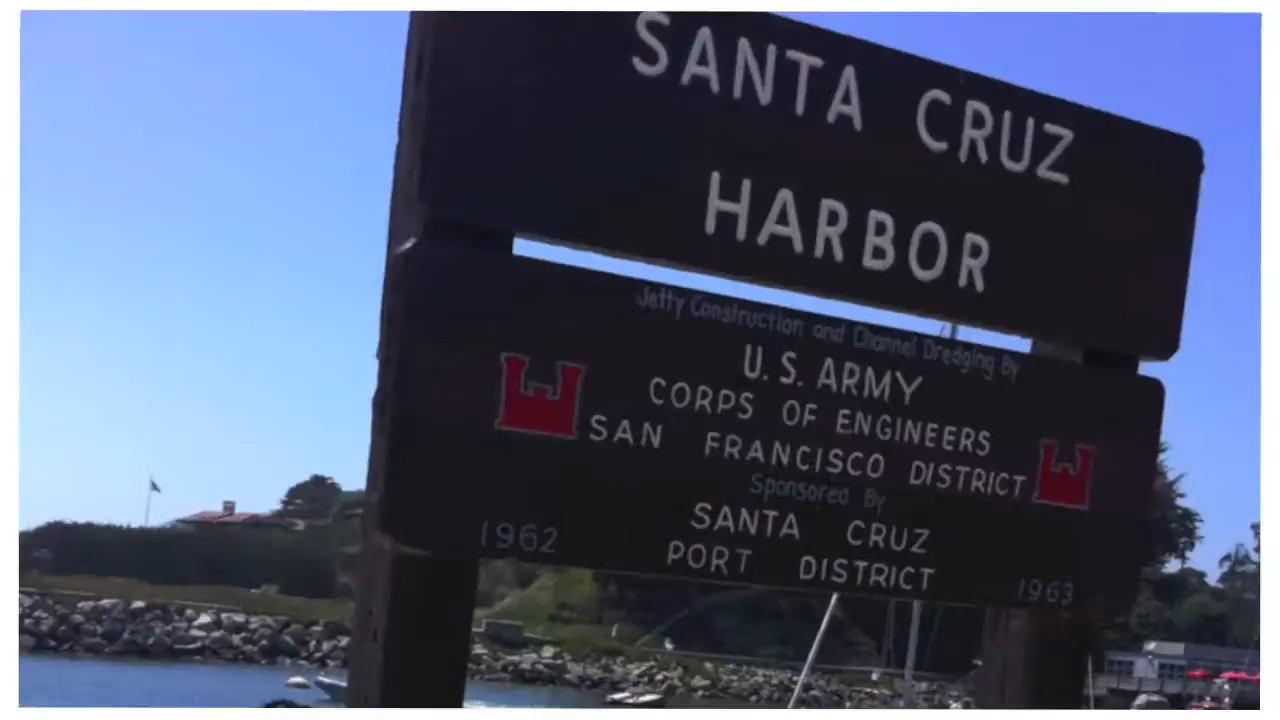 SANTA CRUZ
HARBOR
Jetty Construction and Channel Dredging By
U.S. ARMY
CORPS OF ENGINEERS
SAN FRANCISCO DISTRICT
Sponsored By
SANTA CRUZ
PORT DISTRICT
1962 1963